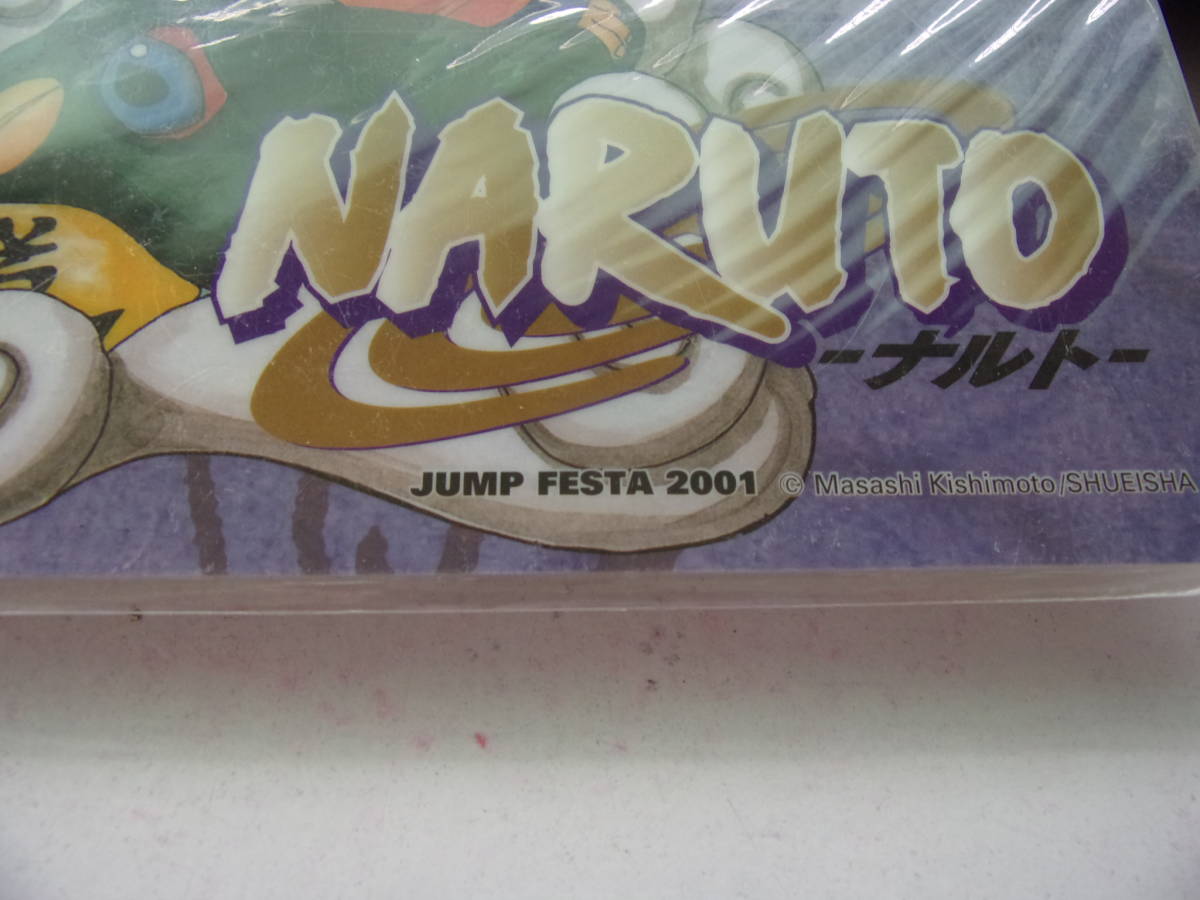 NARUTO
-ナルト-
JUMP FESTA 2001 © Masashi Kishimoto/SHUEISHA